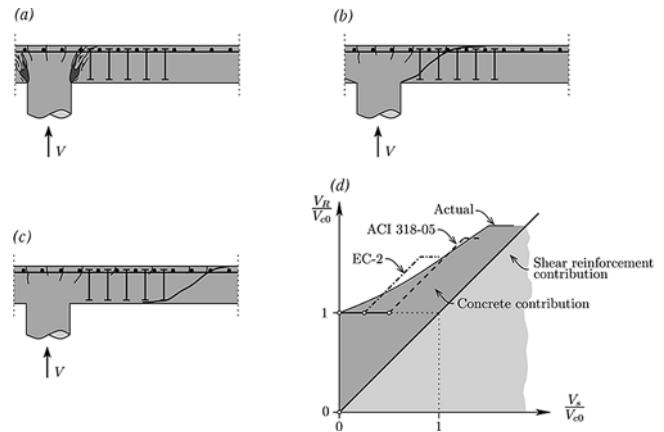 (a)
V
(b)
V
(c)
V
(d)
V_R
V_c0
Actual
ACI 318-05
EC-2
Shear reinforcement
contribution
Concrete contribution
1
0
0
1
V_s
V_c0